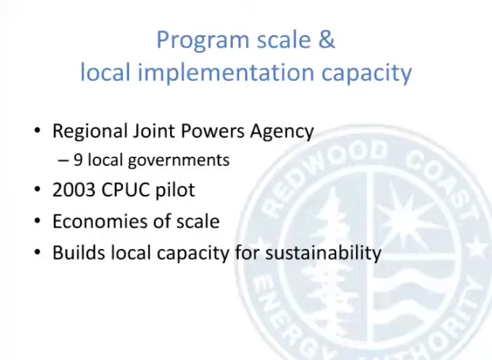 Program scale &
local implementation capacity
• Regional Joint Powers Agency
– 9 local governments
• 2003 CPUC pilot
• Economies of scale
• Builds local capacity for sustainability
REDWOOD COAST
ENERGY AUTHORITY